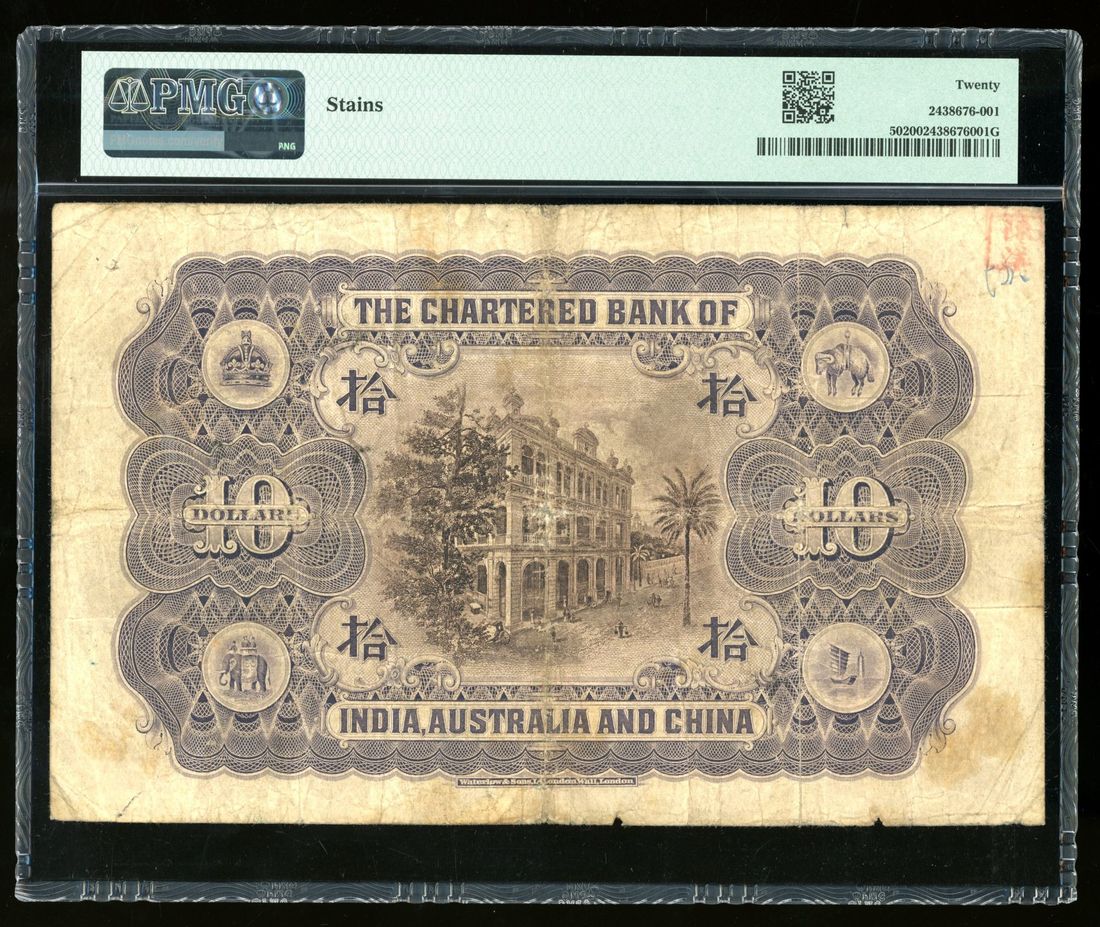 PMG
Stains
PNG
Twenty
2438676-001
502002438676001G
THE CHARTERED BANK OF
拾 拾
10 10
DOLLARS DOLLARS
拾 拾
INDIA, AUSTRALIA AND CHINA
Waterlow & Sons, Ld London Wall, London